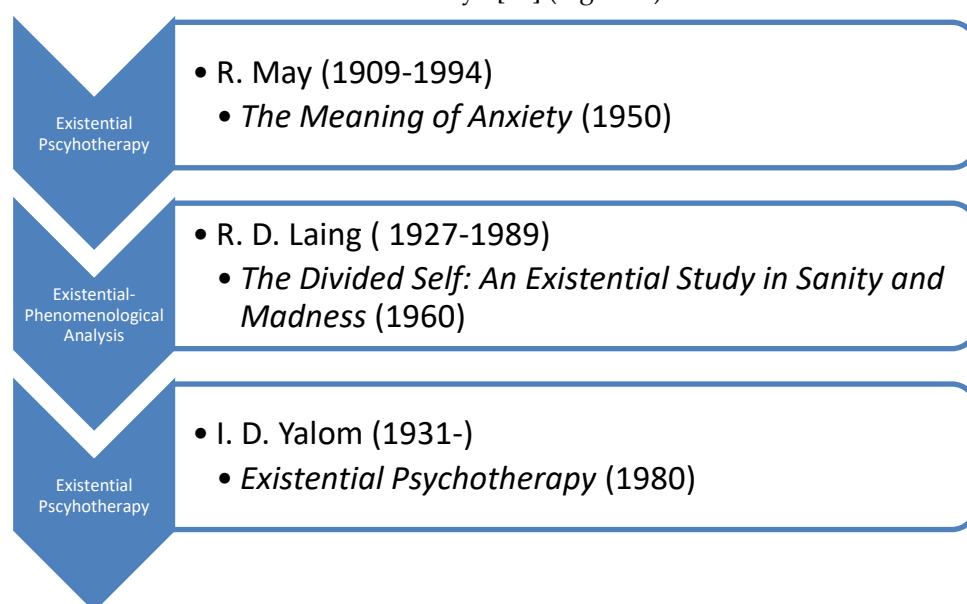 Existential
Pscyhotherapy
• R. May (1909-1994)
• The Meaning of Anxiety (1950)
Existential-
Phenomenological
Analysis
• R. D. Laing ( 1927-1989)
• The Divided Self: An Existential Study in Sanity and
Madness (1960)
Existential
Pscyhotherapy
• I. D. Yalom (1931-)
• Existential Psychotherapy (1980)